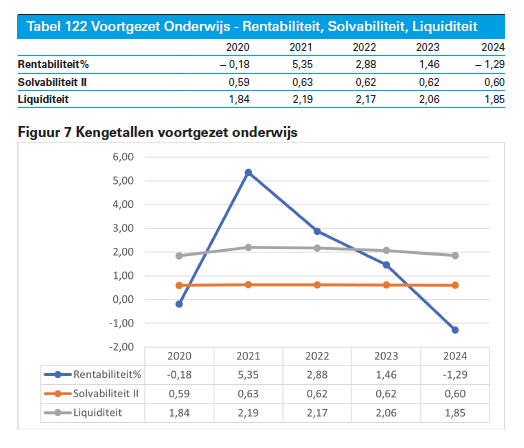 Tabel 122 Voortgezet Onderwijs – Rentabiliteit, Solvabiliteit, Liquiditeit
2020 2021 2022 2023 2024
Rentabiliteit% – 0,18 5,35 2,88 1,46 – 1,29
Solvabiliteit II 0,59 0,63 0,62 0,62 0,60
Liquiditeit 1,84 2,19 2,17 2,06 1,85
Figuur 7 Kengetallen voortgezet onderwijs
6,00
5,00
4,00
3,00
2,00
1,00
0,00
-1,00
-2,00
2020 2021 2022 2023 2024
Rentabiliteit% -0,18 5,35 2,88 1,46 -1,29
Solvabiliteit II 0,59 0,63 0,62 0,62 0,60
Liquiditeit 1,84 2,19 2,17 2,06 1,85